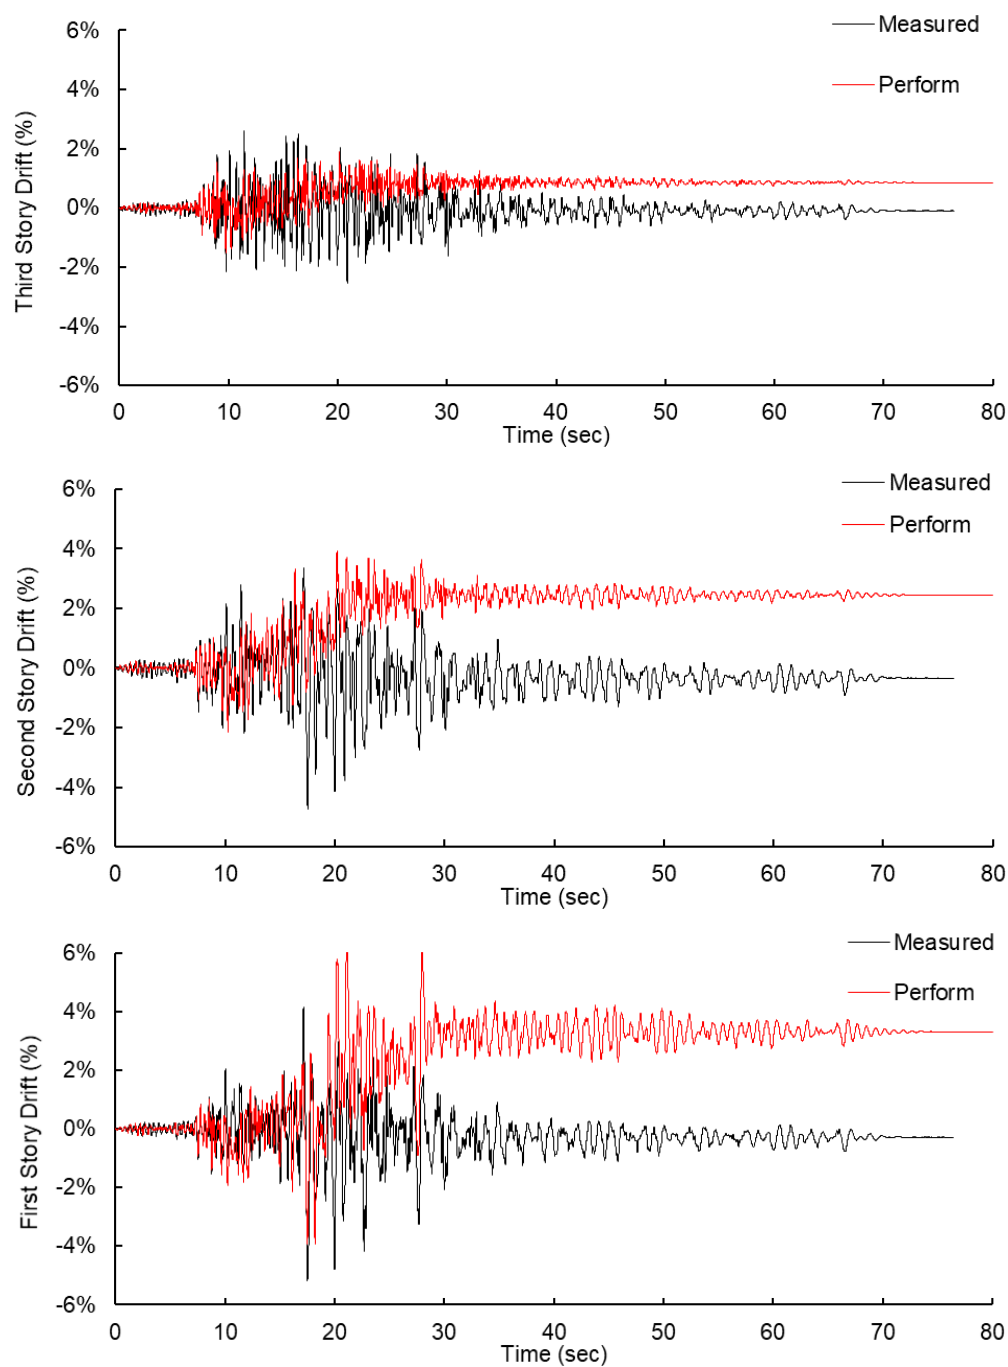 Measured
Perform
Third Story Drift (%)
6%
4%
2%
0%
-2%
-4%
-6%
0 10 20 30 40 50 60 70 80
Time (sec)
Measured
Perform
Second Story Drift (%)
6%
4%
2%
0%
-2%
-4%
-6%
0 10 20 30 40 50 60 70 80
Time (sec)
Measured
Perform
First Story Drift (%)
6%
4%
2%
0%
-2%
-4%
-6%
0 10 20 30 40 50 60 70 80
Time (sec)